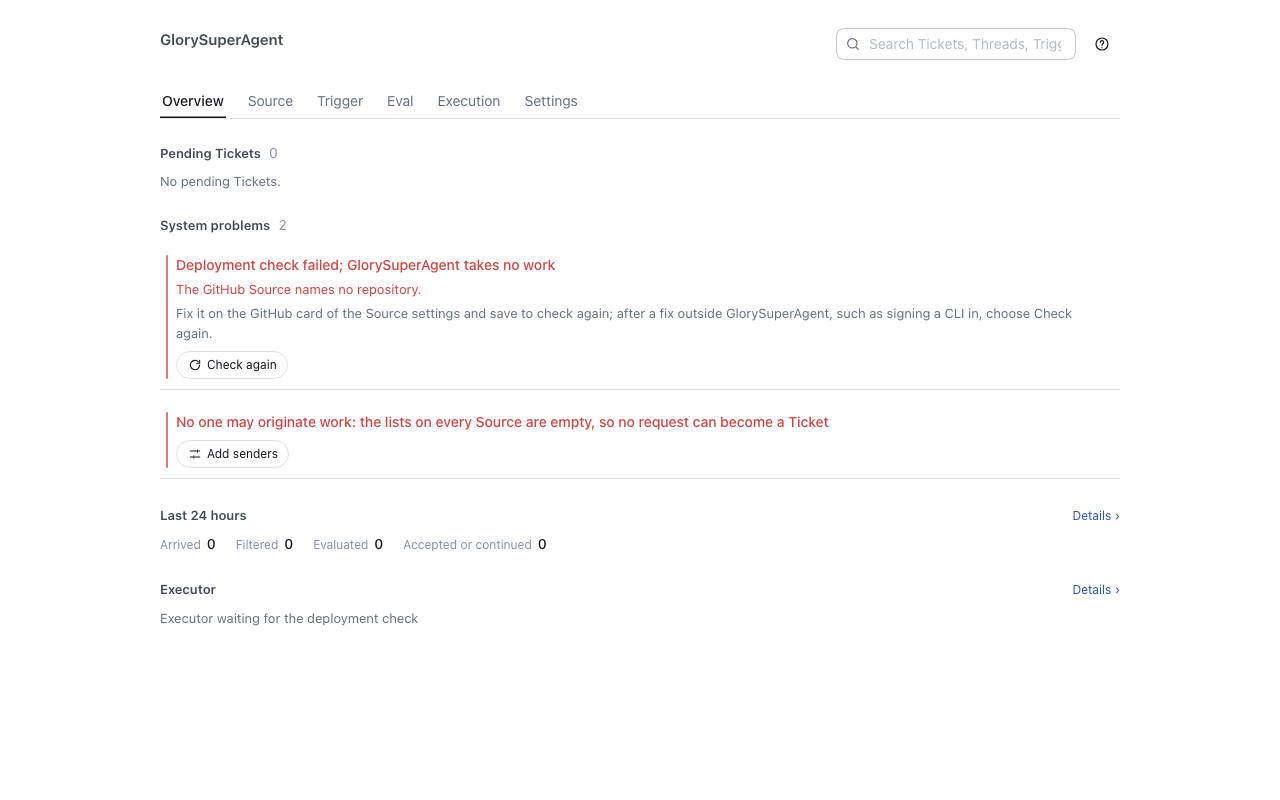 GlorySuperAgent
Search Tickets, Threads, Trigg
Overview
Source
Trigger
Eval
Execution
Settings
Pending Tickets 0
No pending Tickets.
System problems 2
Deployment check failed; GlorySuperAgent takes no work
The GitHub Source names no repository.
Fix it on the GitHub card of the Source settings and save to check again; after a fix outside GlorySuperAgent, such as signing a CLI in, choose Check
again.
Check again
No one may originate work: the lists on every Source are empty, so no request can become a Ticket
Add senders
Last 24 hours
Details ›
Arrived 0 Filtered 0 Evaluated 0 Accepted or continued 0
Executor
Details ›
Executor waiting for the deployment check